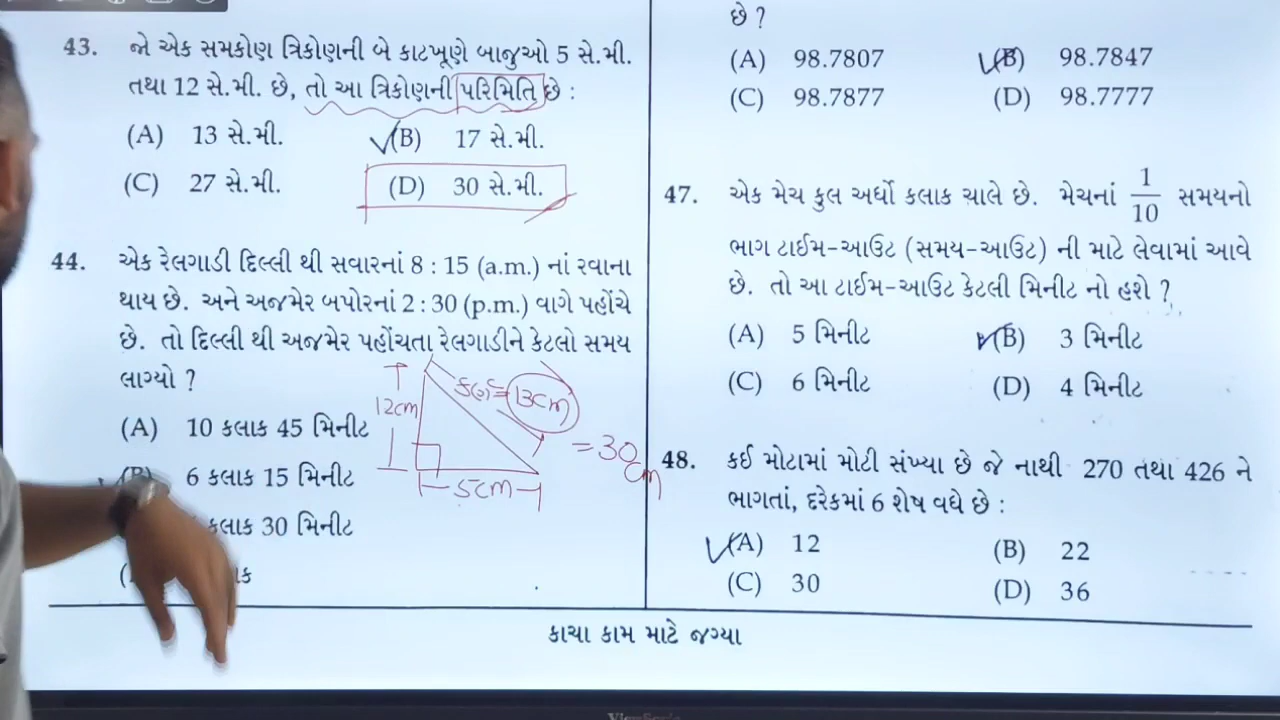 43. જો એક સમકોણ ત્રિકોણની બે કાટખૂણે બાજુઓ 5 સે.મી.
તથા 12 સે.મી. છે, તો આ ત્રિકોણની પરિમિતિ છે :
(A) 13 સે.મી. (B) 17 સે.મી.
(C) 27 સે.મી. (D) 30 સે.મી.
44. એક રેલગાડી દિલ્લી થી સવારનાં 8 : 15 (a.m.) નાં રવાના
થાય છે. અને અજમેર બપોરનાં 2 : 30 (p.m.) વાગે પહોંચે
છે. તો દિલ્લી થી અજમેર પહોંચતા રેલગાડીને કેટલો સમય
લાગ્યો ?
(A) 10 કલાક 45 મિનીટ
(B) 6 કલાક 15 મિનીટ
કલાક 30 મિનીટ
12cm
13cm
5cm
= 30cm
છે ?
(A) 98.7807 (B) 98.7847
(C) 98.7877 (D) 98.7777
47. એક મેચ કુલ અર્ધો કલાક ચાલે છે. મેચનાં 1/10 સમયનો
ભાગ ટાઈમ-આઉટ (સમય-આઉટ) ની માટે લેવામાં આવે
છે. તો આ ટાઈમ-આઉટ કેટલી મિનીટ નો હશે ?
(A) 5 મિનીટ (B) 3 મિનીટ
(C) 6 મિનીટ (D) 4 મિનીટ
48. કઈ મોટામાં મોટી સંખ્યા છે જે નાથી 270 તથા 426 ને
ભાગતાં, દરેકમાં 6 શેષ વધે છે :
(A) 12 (B) 22
(C) 30 (D) 36
કાચા કામ માટે જગ્યા